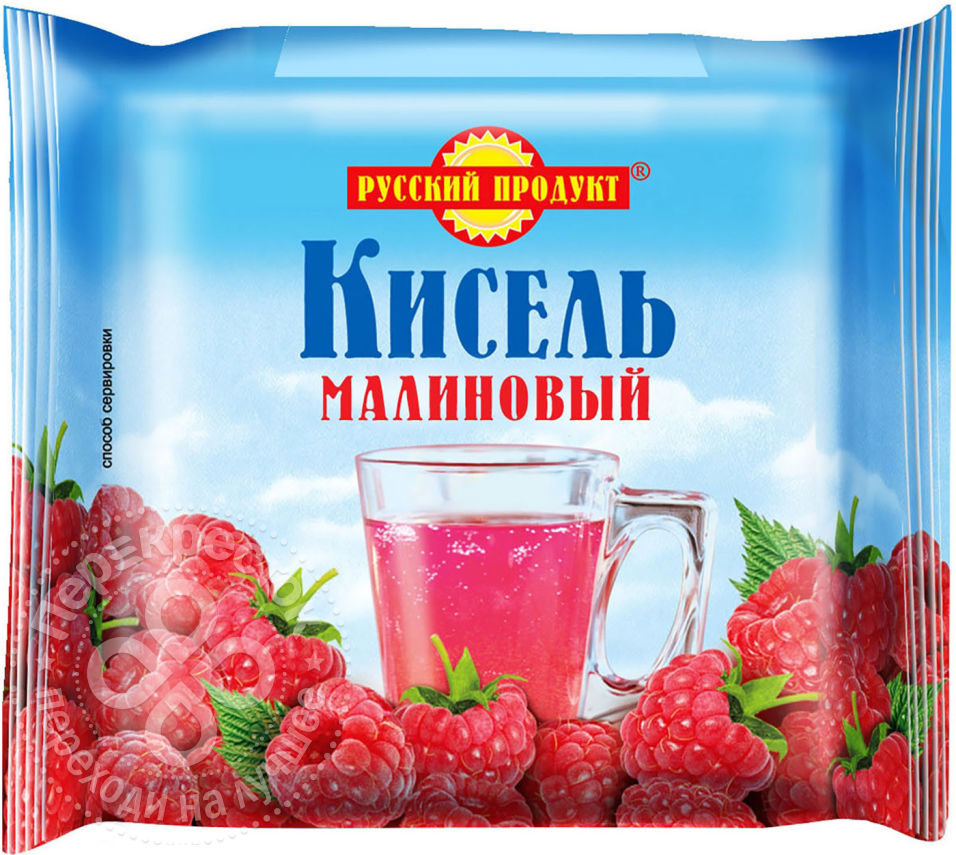 РУССКИЙ ПРОДУКТ®
Кисель
МАЛИНОВЫЙ
способ сервировки
Перекрёсток
переходи на лучшее